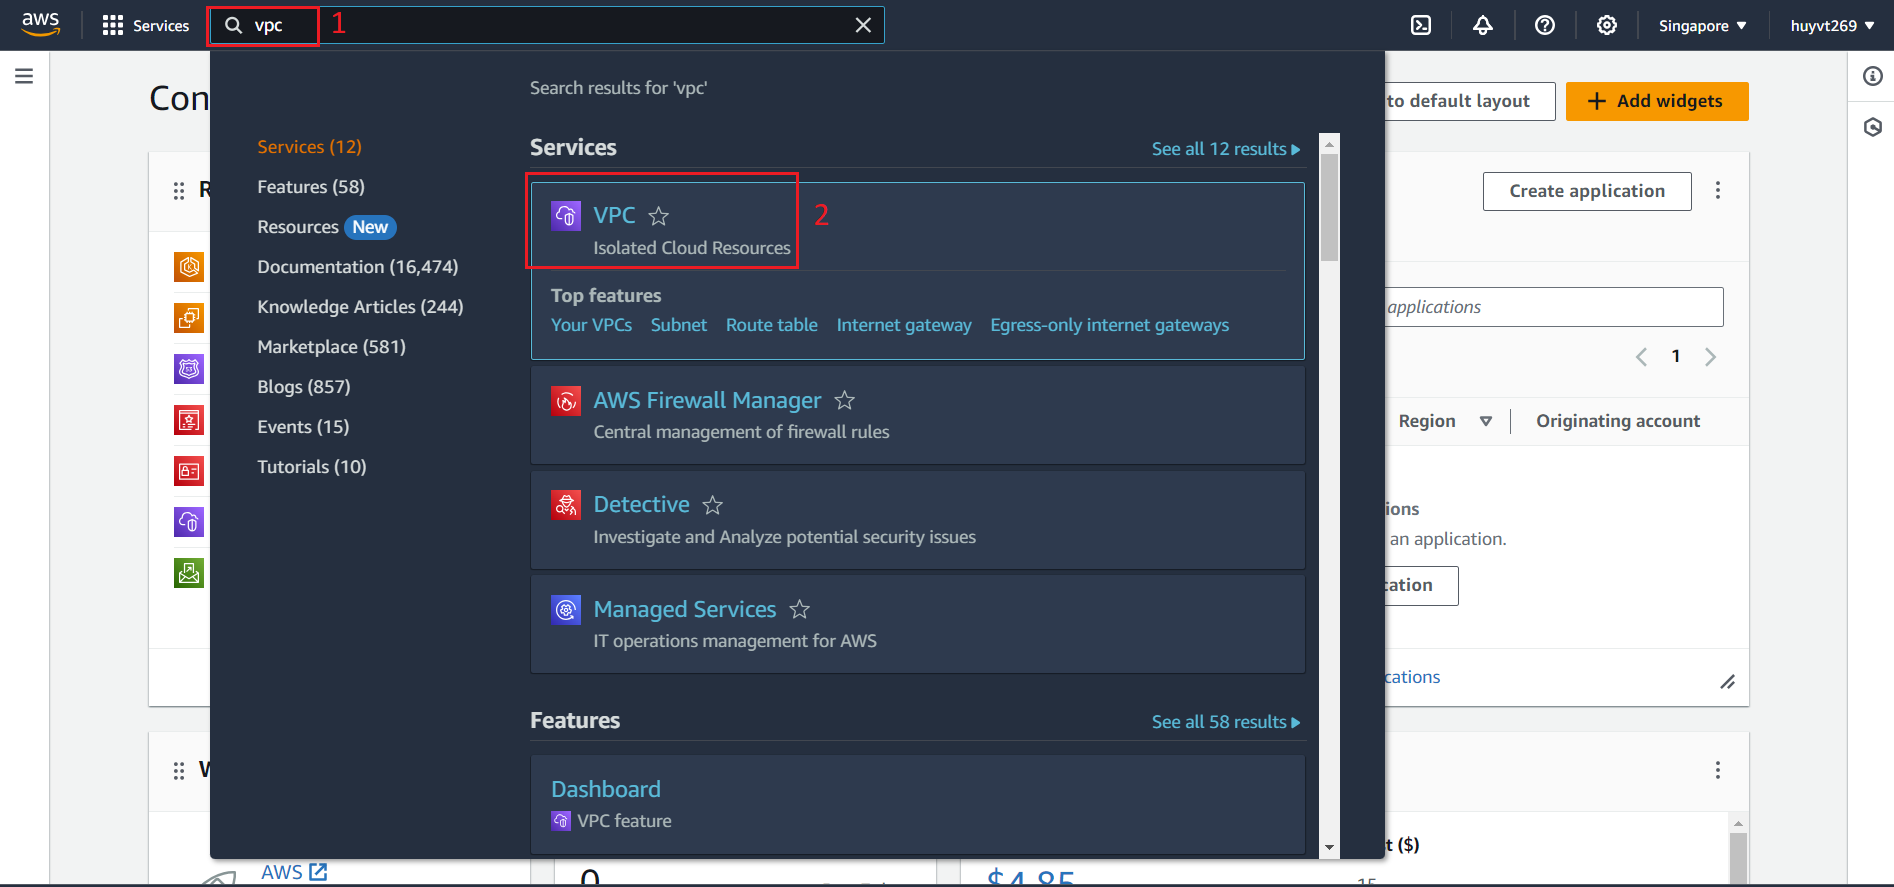 aws
Services
vpc
1
Singapore
huyvt269
Search results for 'vpc'
Services (12)
Features (58)
Resources New
Documentation (16,474)
Knowledge Articles (244)
Marketplace (581)
Blogs (857)
Events (15)
Tutorials (10)
Services
See all 12 results
VPC
2
Isolated Cloud Resources
Top features
Your VPCs Subnet Route table Internet gateway Egress-only internet gateways
AWS Firewall Manager
Central management of firewall rules
Detective
Investigate and Analyze potential security issues
Managed Services
IT operations management for AWS
Features
See all 58 results
Dashboard
VPC feature
Con
to default layout
Add widgets
R
Create application
applications
1
Region
Originating account
ions
an application.
cation
cations
W
t ($)
AWS
0
$4.85
15